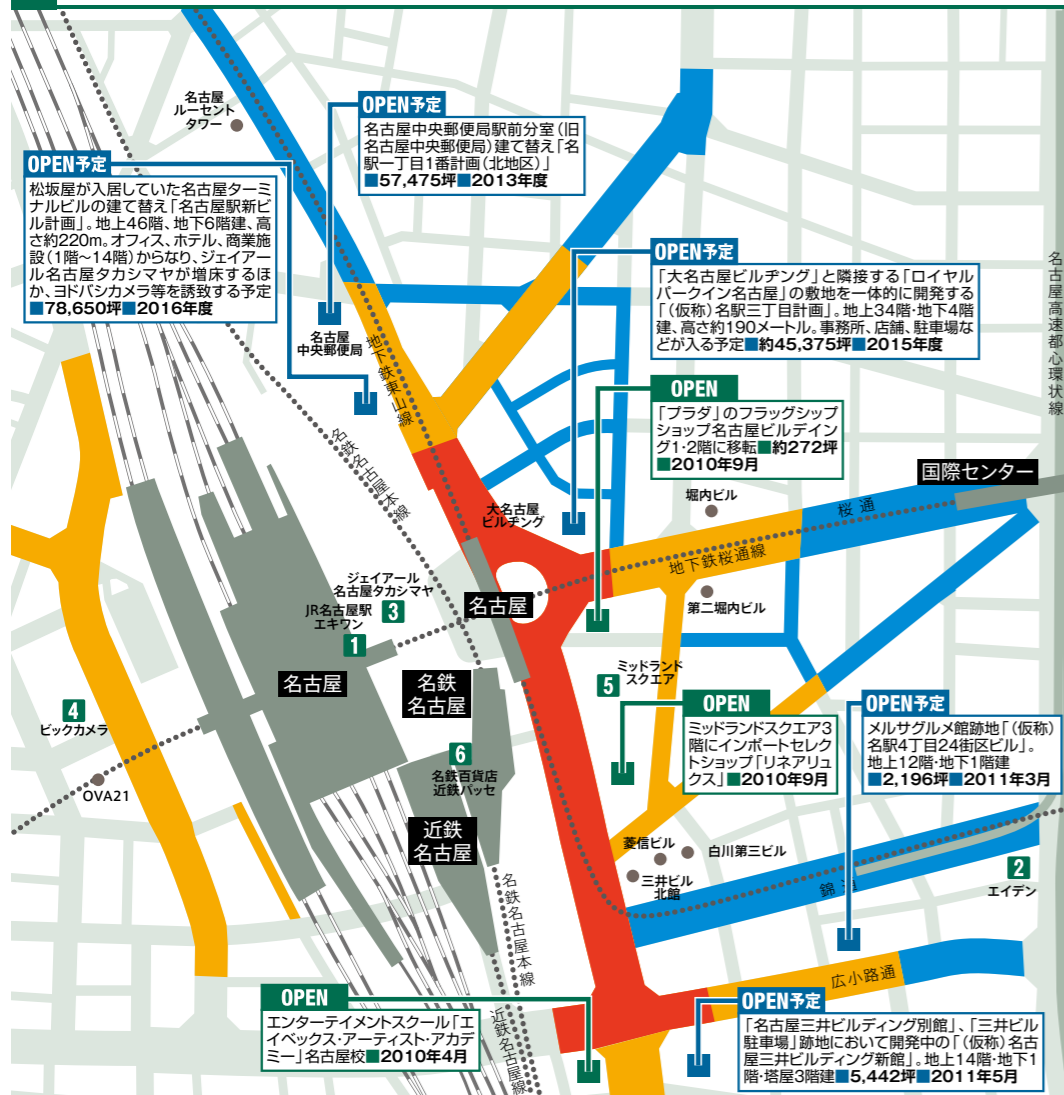 名古屋
ルーセント
タワー
OPEN予定
名古屋中央郵便局駅前分室(旧
名古屋中央郵便局)建て替え「名
駅一丁目1番計画(北地区)」
■57,475坪■2013年度
OPEN予定
松坂屋が入居していた名古屋ターミ
ナルビルの建て替え「名古屋駅新ビ
ル計画」。地上46階、地下6階建、高
さ約220m。オフィス、ホテル、商業施
設(1階〜14階)からなり、ジェイアー
ル名古屋タカシマヤが増床するほ
か、ヨドバシカメラ等を誘致する予定
■78,650坪■2016年度
OPEN予定
「大名古屋ビルヂング」と隣接する「ロイヤル
パークイン名古屋」の敷地を一体的に開発する
「(仮称)名駅三丁目計画」。地上34階・地下4階
建、高さ約190メートル。事務所、店舗、駐車場な
どが入る予定■約45,375坪■2015年度
名古屋高速都心環状線
名古屋
中央郵便局
地下鉄東山線
名鉄名古屋本線
OPEN
「プラダ」のフラッグシップ
ショップ名古屋ビルデイン
グ1・2階に移転■約272坪
■2010年9月
国際センター
堀内ビル
桜通
大名古屋
ビルヂング
地下鉄桜通線
第二堀内ビル
ジェイアール
名古屋タカシマヤ
3
JR名古屋駅
エキワン
1
名古屋
名古屋
名鉄
名古屋
5
ミッドランド
スクエア
4
ビックカメラ
OPEN
ミッドランドスクエア3
階にインポートセレク
トショップ「リネアリュ
クス」■2010年9月
OPEN予定
メルサグルメ館跡地「(仮称)
名駅4丁目24街区ビル」。
地上12階・地下1階建
■2,196坪■2011年3月
6
名鉄百貨店
近鉄パッセ
OVA21
近鉄
名古屋
菱信ビル
白川第三ビル
三井ビル
北館
2
エイデン
錦通
名鉄名古屋本線
広小路通
近鉄名古屋線
OPEN
エンターテイメントスクール「エ
イベックス・アーティスト・アカデ
ミー」名古屋校■2010年4月
OPEN予定
「名古屋三井ビルディング別館」、「三井ビル
駐車場」跡地において開発中の「(仮称)名古
屋三井ビルディング新館」。地上14階・地下1
階・塔屋3階建■5,442坪■2011年5月